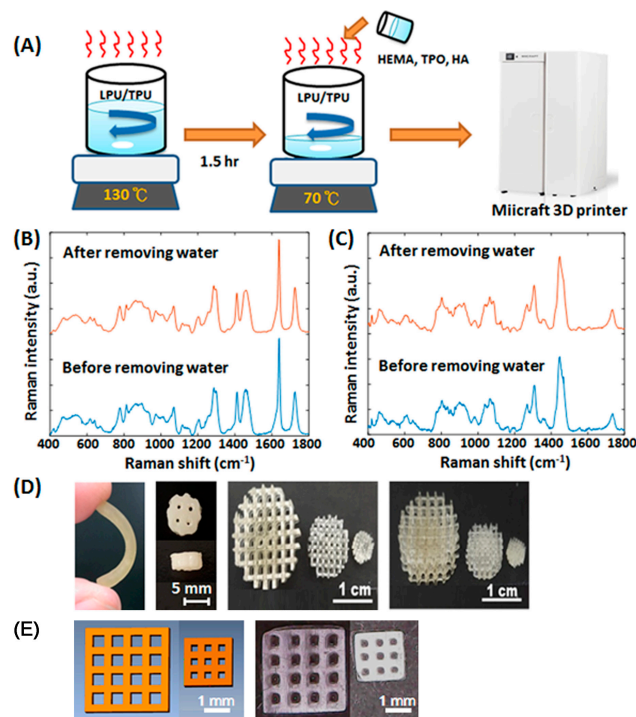 (A)
HEMA, TPO, HA
LPU/TPU
LPU/TPU
1.5 hr
130℃
70℃
Miicraft 3D printer
(B)
(C)
After removing water
After removing water
Before removing water
Before removing water
Raman intensity (a.u.)
Raman intensity (a.u.)
400 600 800 1000 1200 1400 1600 1800
400 600 800 1000 1200 1400 1600 1800
Raman shift (cm-1)
Raman shift (cm-1)
(D)
5 mm
1 cm
1 cm
(E)
1 mm
1 mm